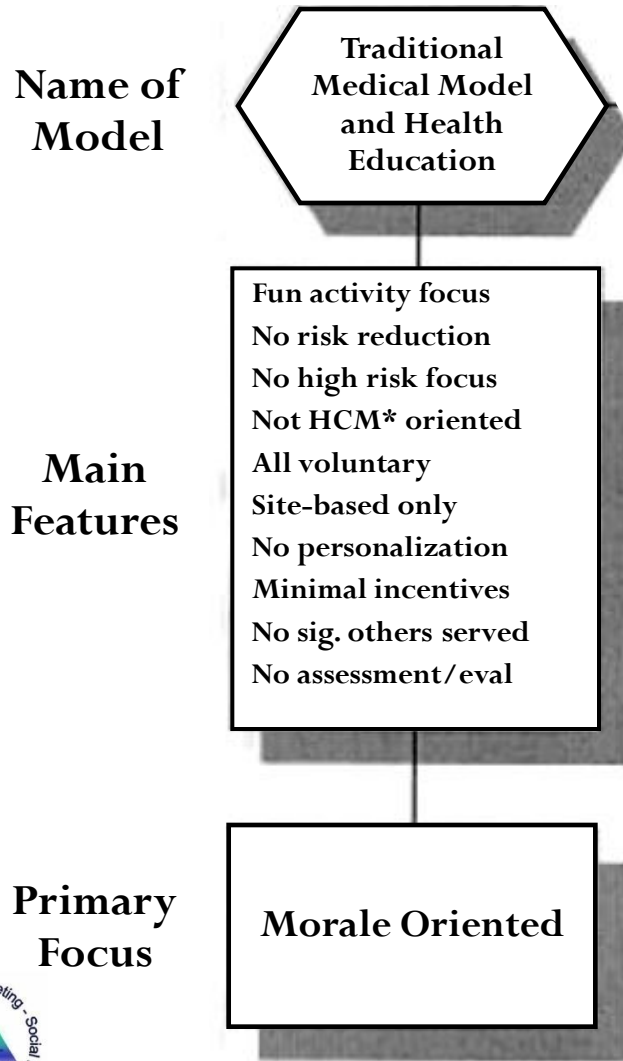 Name of
Model
Traditional
Medical Model
and Health
Education
Main
Features
Fun activity focus
No risk reduction
No high risk focus
Not HCM* oriented
All voluntary
Site-based only
No personalization
Minimal incentives
No sig. others served
No assessment/eval
Primary
Focus
Morale Oriented
- Social